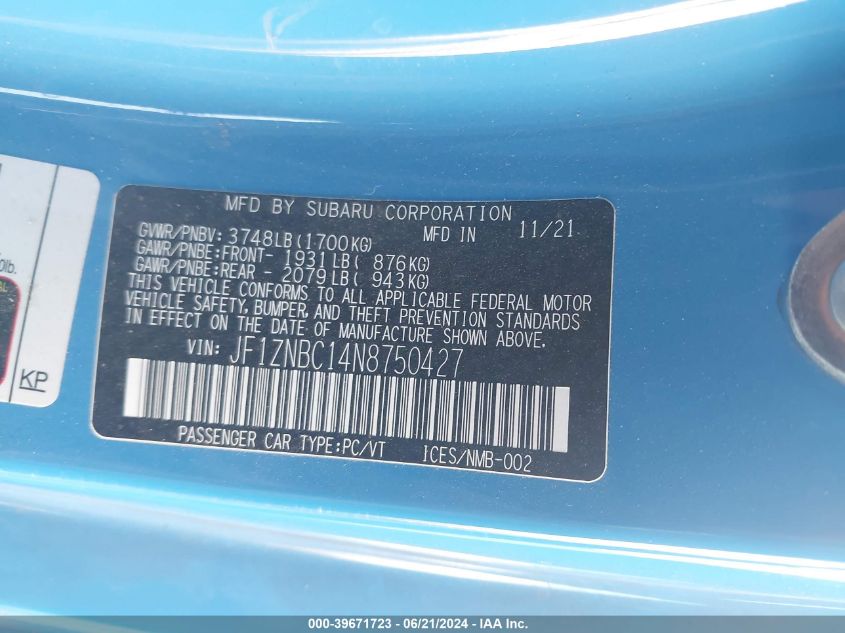 MFD BY SUBARU CORPORATION
GVWR/PNBV: 3748LB(1700KG) MFD IN 11/21
GAWR/PNBE:FRONT- 1931LB( 876KG)
GAWR/PNBE:REAR - 2079LB( 943KG)
THIS VEHICLE CONFORMS TO ALL APPLICABLE FEDERAL MOTOR
VEHICLE SAFETY, BUMPER, AND THEFT PREVENTION STANDARDS
IN EFFECT ON THE DATE OF MANUFACTURE SHOWN ABOVE.
VIN: JF1ZNBC14N8750427
PASSENGER CAR TYPE:PC/VT ICES/NMB-002
0lb.
KP
000-39671723 - 06/21/2024 - IAA Inc.